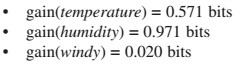 • gain(temperature) = 0.571 bits
• gain(humidity) = 0.971 bits
• gain(windy) = 0.020 bits